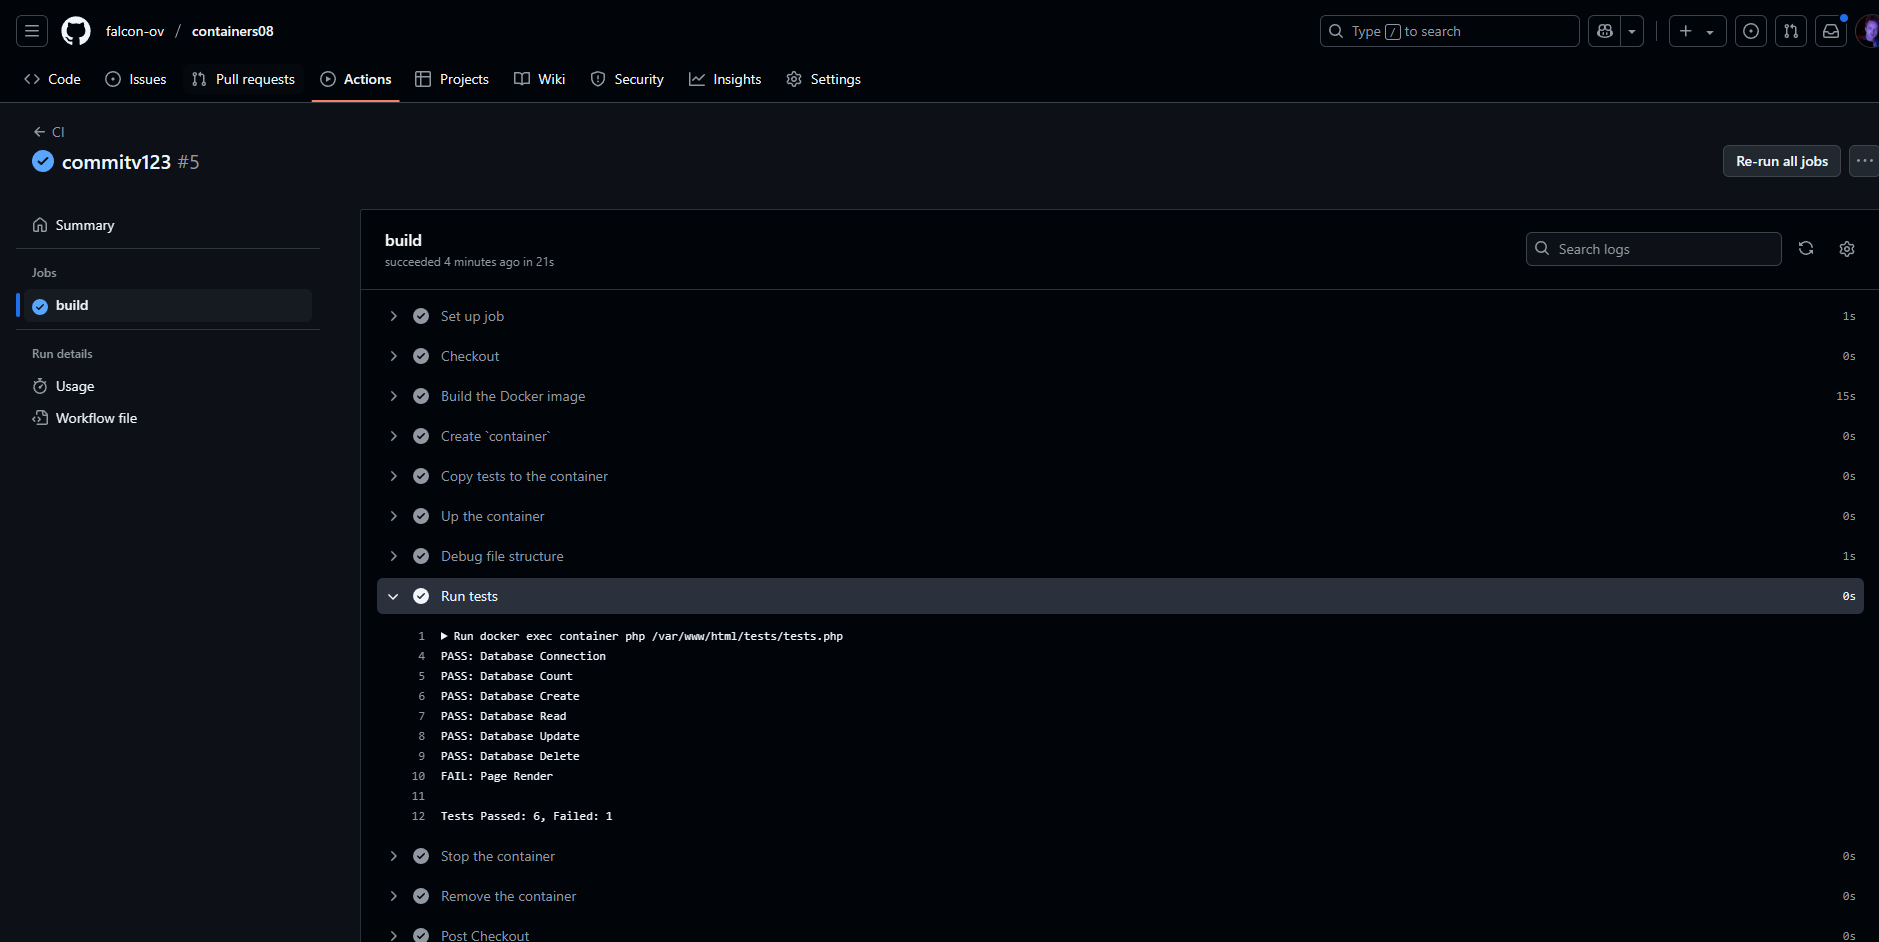 falcon-ov / containers08
Type / to search
Code
Issues
Pull requests
Actions
Projects
Wiki
Security
Insights
Settings
CI
commitv123 #5
Re-run all jobs
Summary
Jobs
build
Run details
Usage
Workflow file
build
succeeded 4 minutes ago in 21s
Search logs
Set up job 1s
Checkout 0s
Build the Docker image 15s
Create `container` 0s
Copy tests to the container 0s
Up the container 0s
Debug file structure 1s
Run tests 0s
1 Run docker exec container php /var/www/html/tests/tests.php
4 PASS: Database Connection
5 PASS: Database Count
6 PASS: Database Create
7 PASS: Database Read
8 PASS: Database Update
9 PASS: Database Delete
10 FAIL: Page Render
11
12 Tests Passed: 6, Failed: 1
Stop the container 0s
Remove the container 0s
Post Checkout 0s